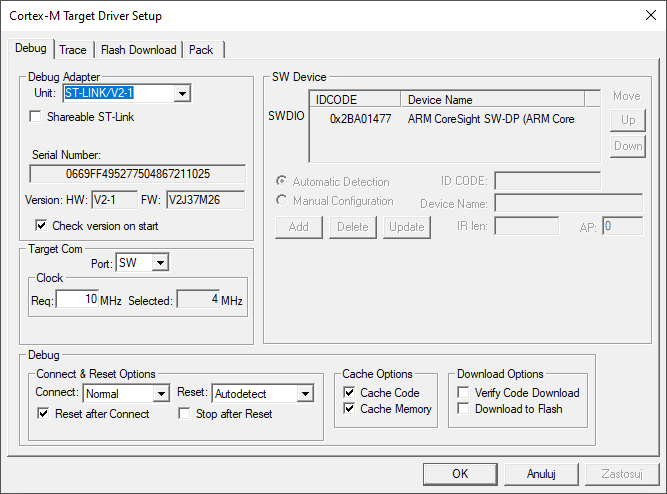 Cortex-M Target Driver Setup
Debug Trace Flash Download Pack
Debug Adapter
Unit: ST-LINK/V2-1
Shareable ST-Link
Serial Number:
0669FF495277504867211025
Version: HW: V2-1 FW: V2J37M26
Check version on start
Target Com
Port: SW
Clock
Req: 10 MHz Selected: 4 MHz
SW Device
IDCODE Device Name
SWDIO 0x2BA01477 ARM CoreSight SW-DP (ARM Core
Move
Up
Down
Automatic Detection
Manual Configuration
ID CODE:
Device Name:
Add Delete Update
IR len:
AP: 0
Debug
Connect & Reset Options
Connect: Normal Reset: Autodetect
Reset after Connect Stop after Reset
Cache Options
Cache Code
Cache Memory
Download Options
Verify Code Download
Download to Flash
OK Anuluj Zastosuj